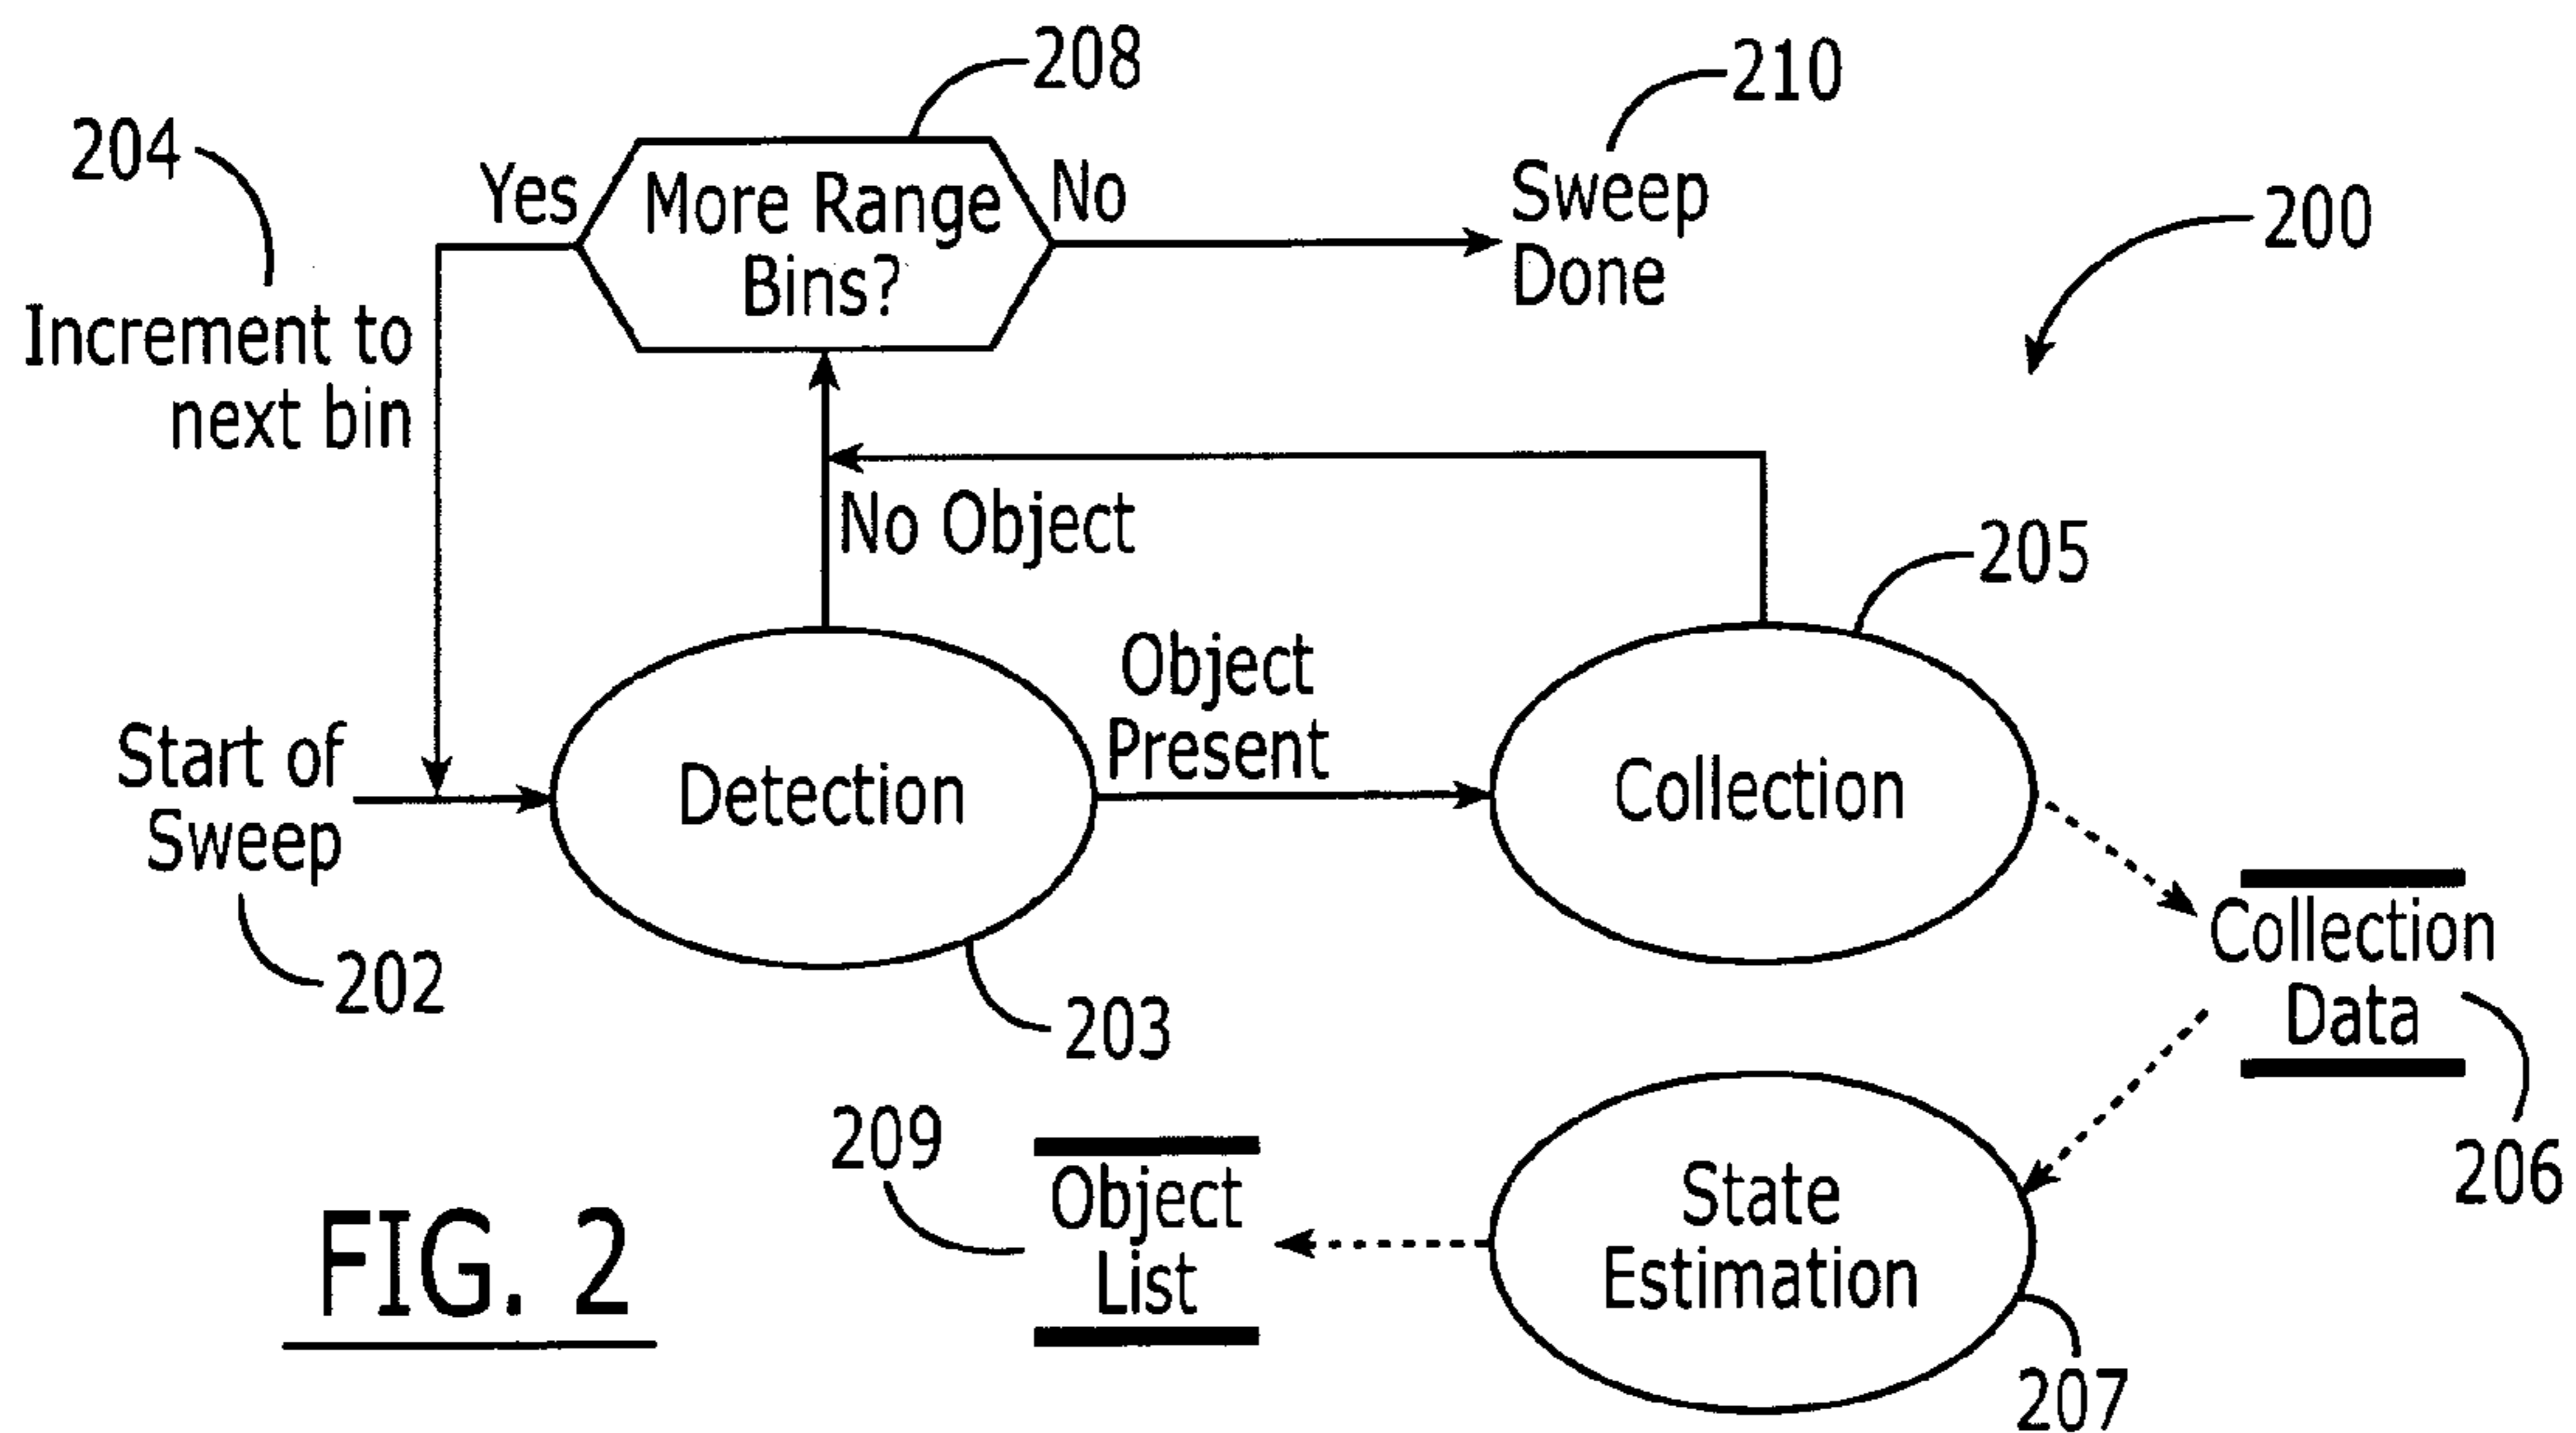 208
210
204
Yes
More Range
Bins?
No
Sweep
Done
200
Increment to
next bin
No Object
205
Object
Present
Start of
Sweep
Detection
Collection
202
203
Collection
Data
206
209
Object
List
State
Estimation
207
FIG. 2